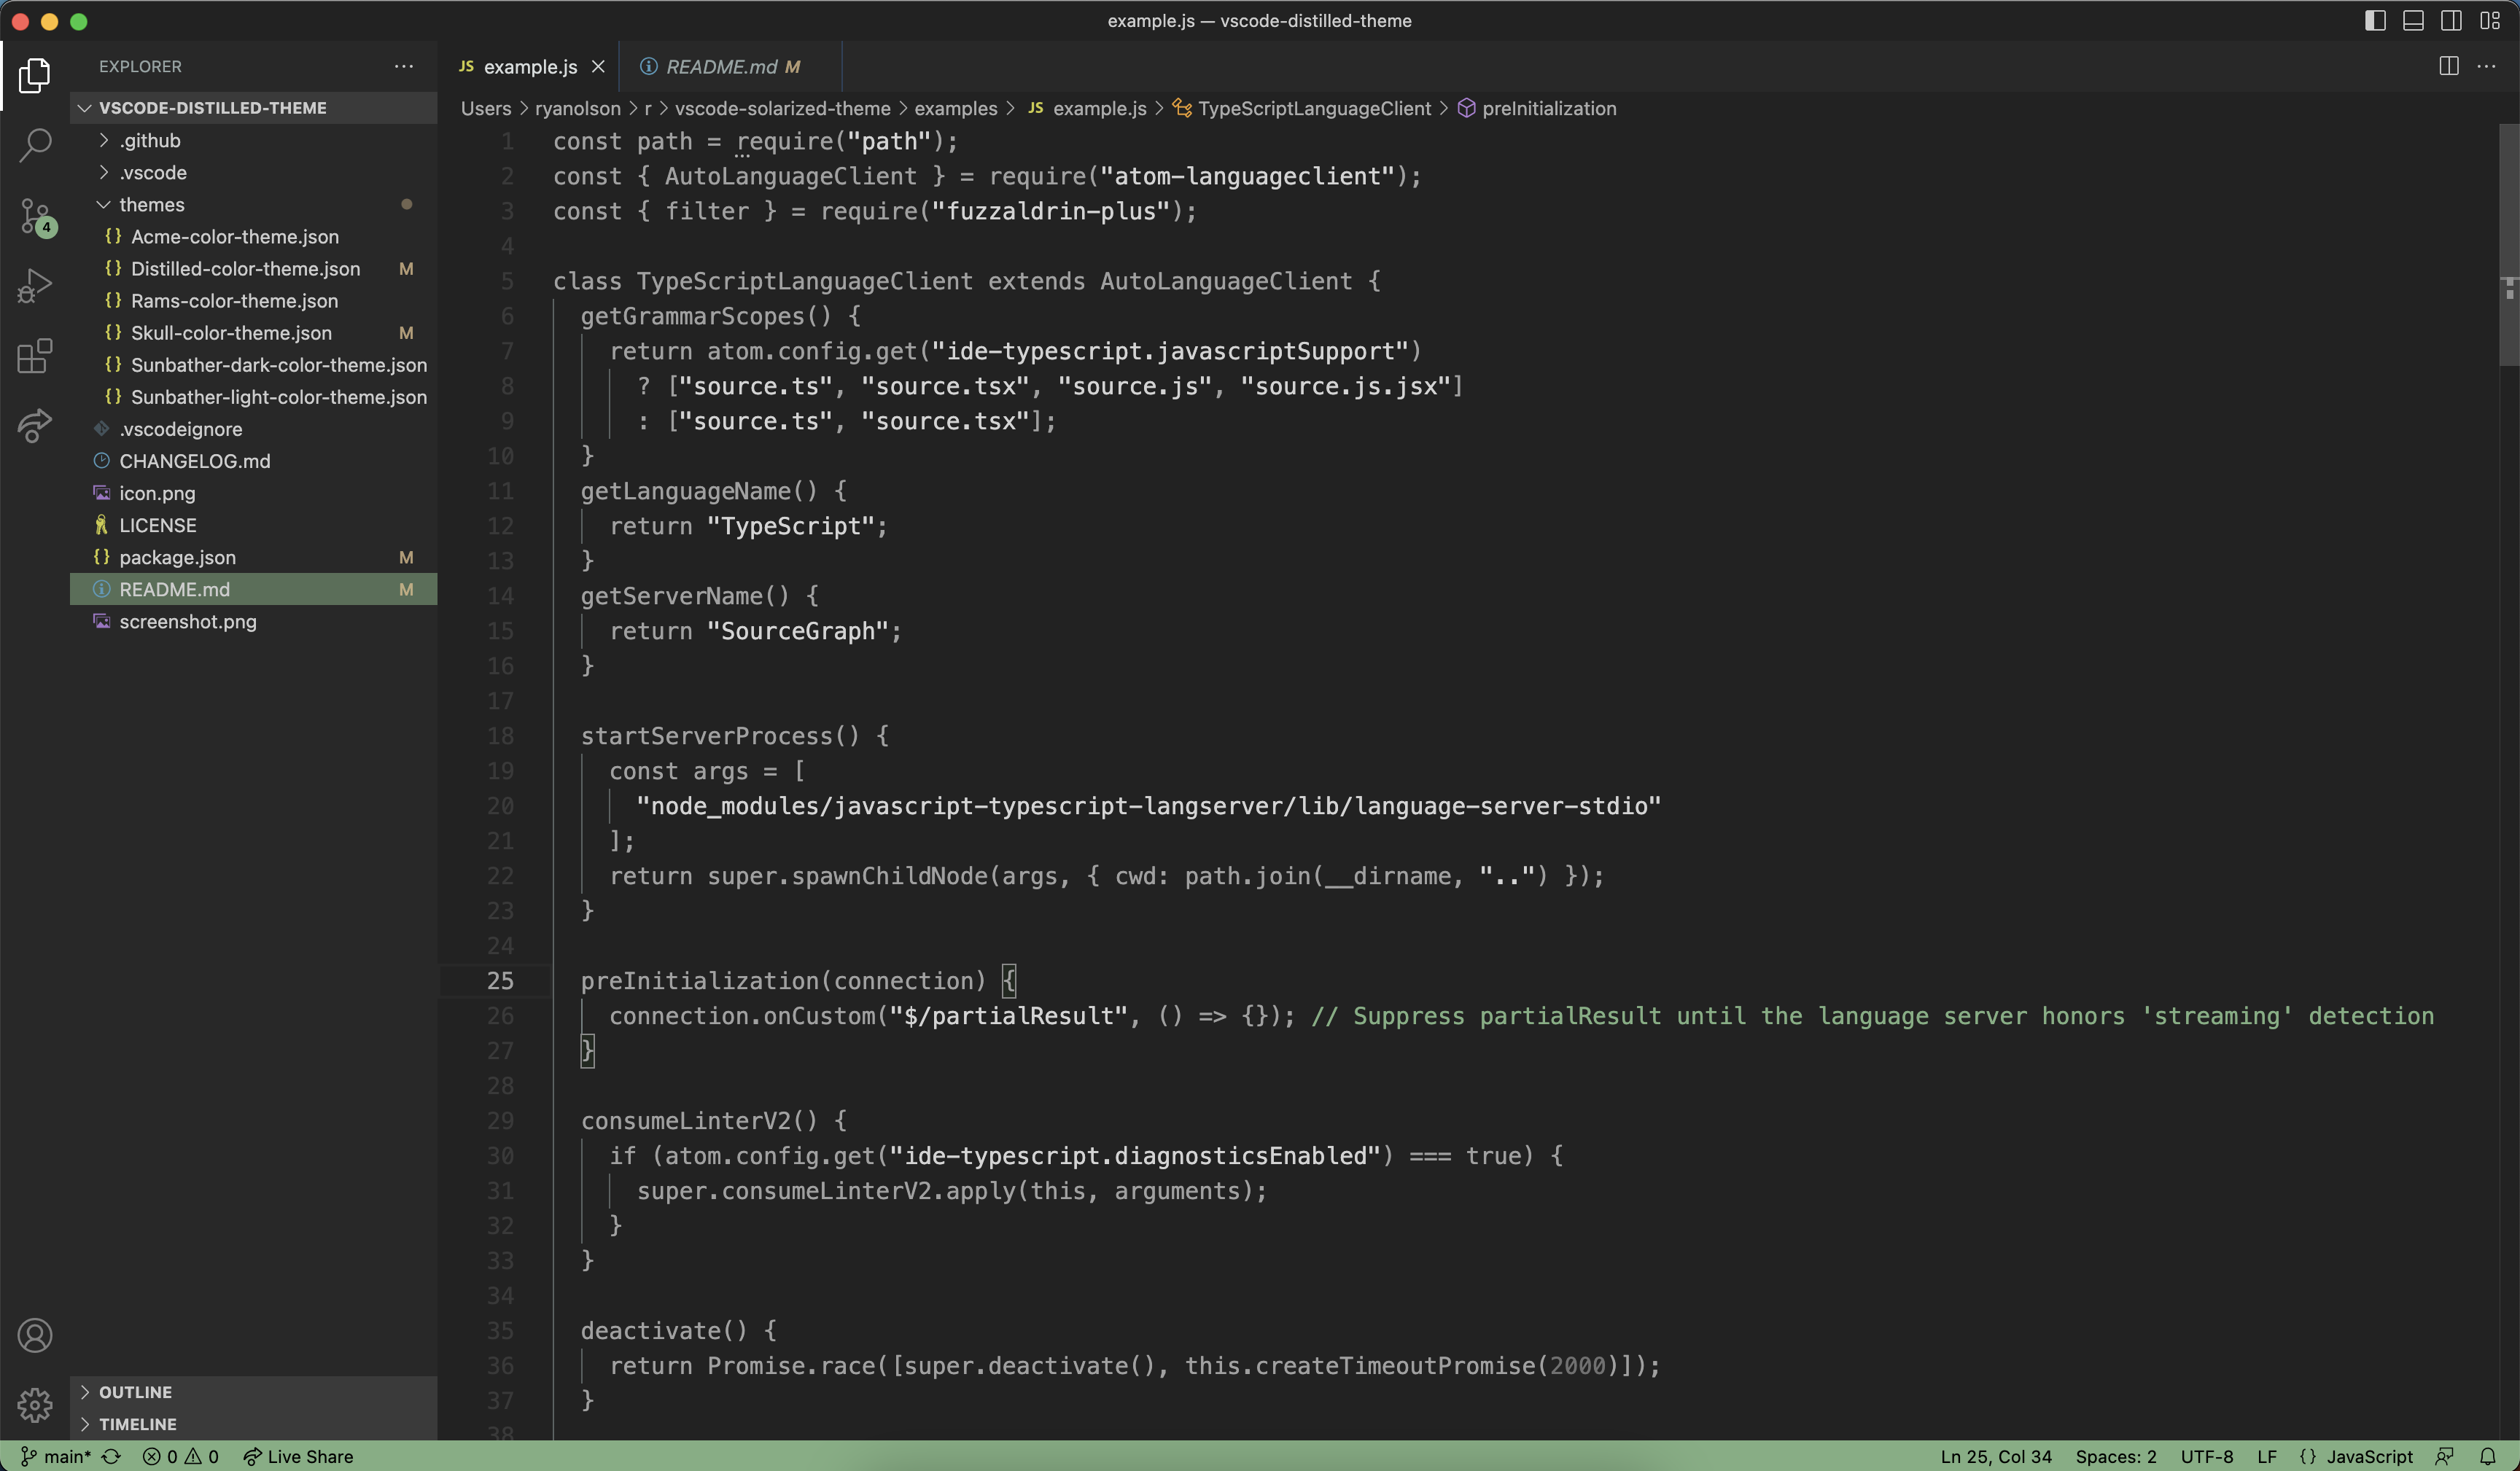 example.js — vscode-distilled-theme
EXPLORER
VSCODE-DISTILLED-THEME
.github
.vscode
themes
Acme-color-theme.json
Distilled-color-theme.json M
Rams-color-theme.json
Skull-color-theme.json M
Sunbather-dark-color-theme.json
Sunbather-light-color-theme.json
.vscodeignore
CHANGELOG.md
icon.png
LICENSE
package.json M
README.md M
screenshot.png
OUTLINE
TIMELINE
4
JS example.js
README.md M
Users > ryanolson > r > vscode-solarized-theme > examples > JS example.js > TypeScriptLanguageClient > preInitialization
1 const path = require("path");
2 const { AutoLanguageClient } = require("atom-languageclient");
3 const { filter } = require("fuzzaldrin-plus");
4
5 class TypeScriptLanguageClient extends AutoLanguageClient {
6 getGrammarScopes() {
7 return atom.config.get("ide-typescript.javascriptSupport")
8 ? ["source.ts", "source.tsx", "source.js", "source.js.jsx"]
9 : ["source.ts", "source.tsx"];
10 }
11 getLanguageName() {
12 return "TypeScript";
13 }
14 getServerName() {
15 return "SourceGraph";
16 }
17
18 startServerProcess() {
19 const args = [
20 "node_modules/javascript-typescript-langserver/lib/language-server-stdio"
21 ];
22 return super.spawnChildNode(args, { cwd: path.join(__dirname, "..") });
23 }
24
25 preInitialization(connection) {
26 connection.onCustom("$/partialResult", () => {}); // Suppress partialResult until the language server honors 'streaming' detection
27 }
28
29 consumeLinterV2() {
30 if (atom.config.get("ide-typescript.diagnosticsEnabled") === true) {
31 super.consumeLinterV2.apply(this, arguments);
32 }
33 }
34
35 deactivate() {
36 return Promise.race([super.deactivate(), this.createTimeoutPromise(2000)]);
37 }
38
main* 0 0 Live Share
Ln 25, Col 34 Spaces: 2 UTF-8 LF {} JavaScript